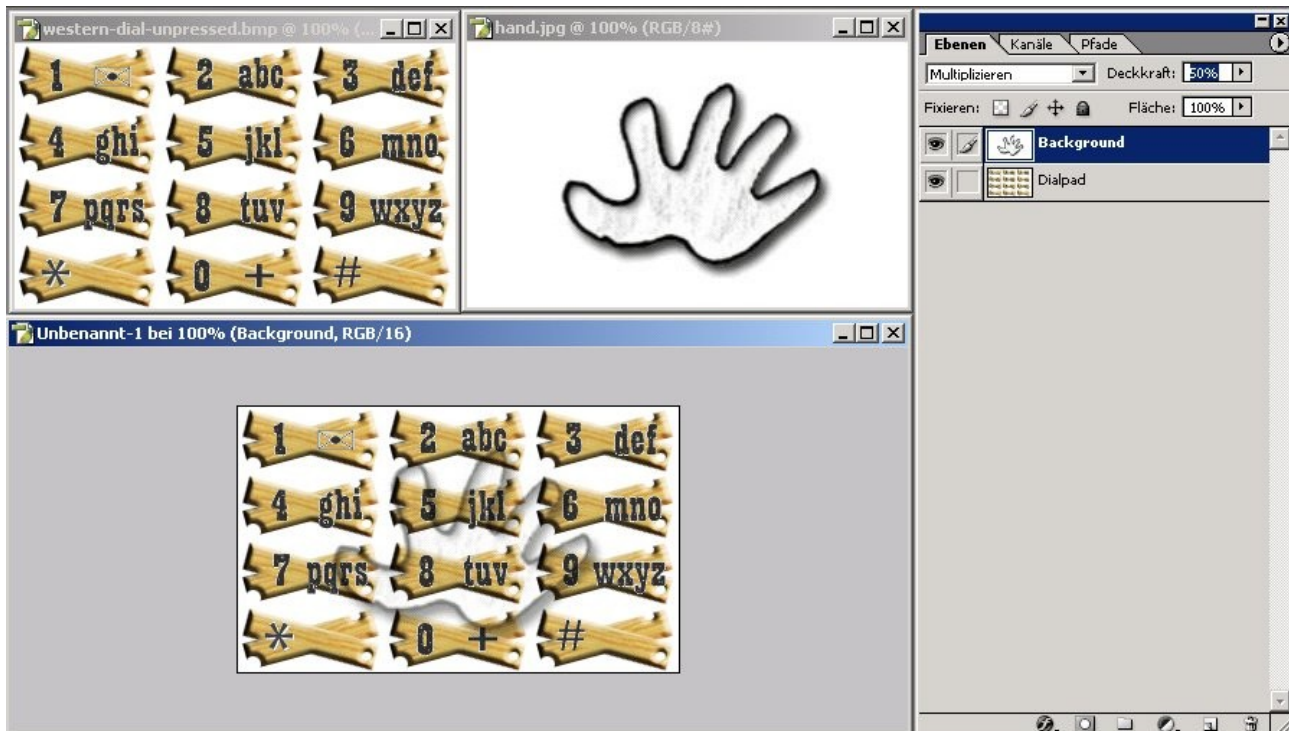 western-dial-unpressed.bmp @ 100% (...
1
2 abc
3 def
4 ghi
5 jkl
6 mno
7 pqrs
8 tuv
9 wxyz
*
0 +
#
hand.jpg @ 100% (RGB/8#)
Ebenen Kanäle Pfade
Multiplizieren Deckkraft: 50%
Fixieren: Fläche: 100%
Background
Dialpad
Unbenannt-1 bei 100% (Background, RGB/16)
1
2 abc
3 def
4 ghi
5 jkl
6 mno
7 pqrs
8 tuv
9 wxyz
*
0 +
#